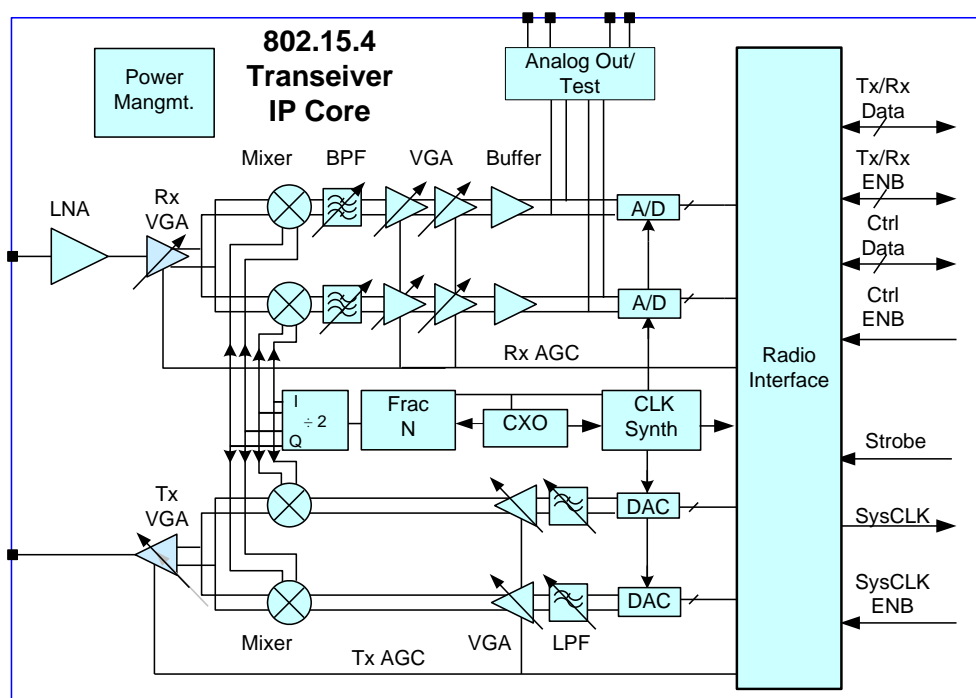 802.15.4
Transeiver
IP Core
Power
Mangmt.
Analog Out/
Test
Tx/Rx
Data
Mixer
BPF
VGA
Buffer
Tx/Rx
ENB
LNA
Rx
VGA
A/D
Ctrl
Data
A/D
Ctrl
ENB
Rx AGC
Radio
Interface
I
÷ 2
Q
Frac
N
CXO
CLK
Synth
Strobe
Tx
VGA
DAC
SysCLK
DAC
SysCLK
ENB
Mixer
VGA
LPF
Tx AGC